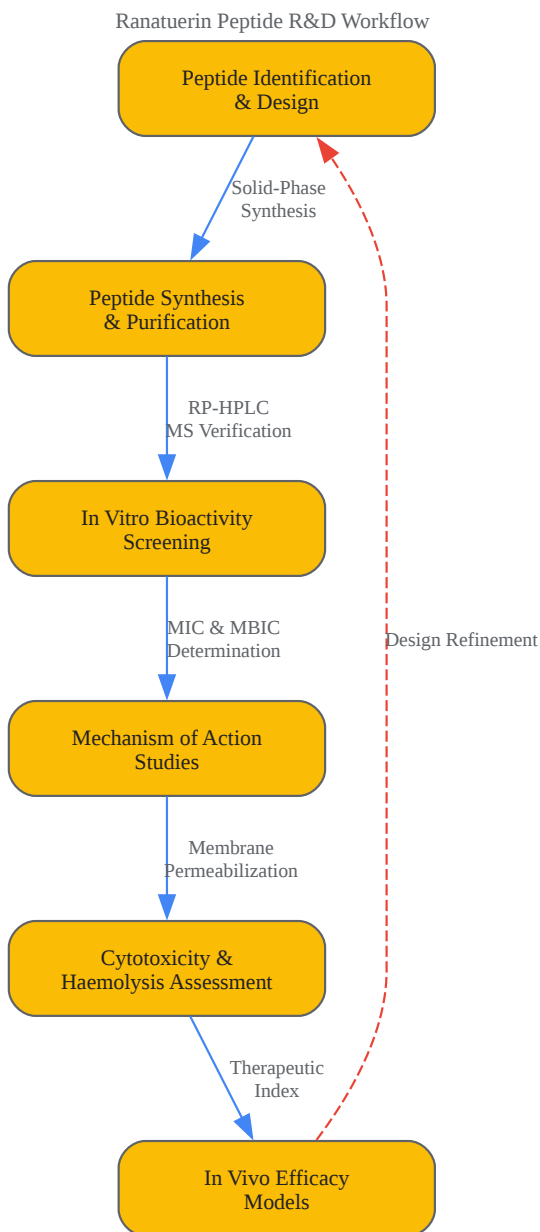 Ranatuerin Peptide R&D Workflow
Peptide Identification
& Design
Solid-Phase
Synthesis
Peptide Synthesis
& Purification
RP-HPLC
MS Verification
In Vitro Bioactivity
Screening
MIC & MBIC
Determination
Design Refinement
Mechanism of Action
Studies
Membrane
Permeabilization
Cytotoxicity &
Haemolysis Assessment
Therapeutic
Index
In Vivo Efficacy
Models